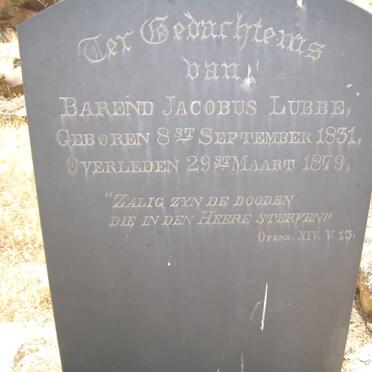 Ter Gedachtenis
van
BAREND JACOBUS LUBBE,
GEBOREN 8ST SEPTEMBER 1831,
OVERLEDEN 29ST MAART 1879,
"ZALIG ZYN DE DOODEN
DIE IN DEN HEERE STERVEN"
OPENB. XIV. V. 13.